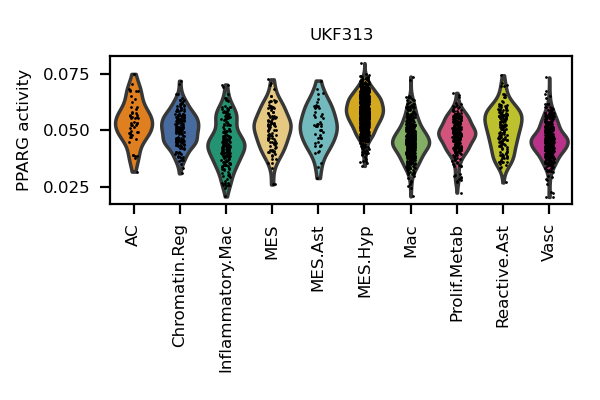 UKF313
PPARG activity
0.075
0.050
0.025
AC
Chromatin.Reg
Inflammatory.Mac
MES
MES.Ast
MES.Hyp
Mac
Prolif.Metab
Reactive.Ast
Vasc